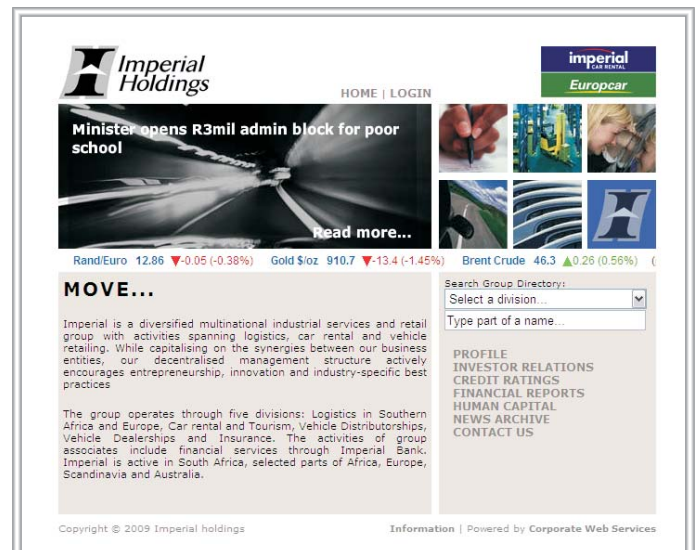 Imperial
Holdings
HOME | LOGIN
imperial
CAR RENTAL
Europcar
Minister opens R3mil admin block for poor
school
Read more...
Rand/Euro 12.86 ▼-0.05 (-0.38%) Gold $/oz 910.7 ▼-13.4 (-1.45%) Brent Crude 46.3 ▲0.26 (0.56%) (
MOVE...
Imperial is a diversified multinational industrial services and retail
group with activities spanning logistics, car rental and vehicle
retailing. While capitalising on the synergies between our business
entities, our decentralised management structure actively
encourages entrepreneurship, innovation and industry-specific best
practices
The group operates through five divisions: Logistics in Southern
Africa and Europe, Car rental and Tourism, Vehicle Distributorships,
Vehicle Dealerships and Insurance. The activities of group
associates include financial services through Imperial Bank.
Imperial is active in South Africa, selected parts of Africa, Europe,
Scandinavia and Australia.
Search Group Directory:
Select a division...
Type part of a name...
PROFILE
INVESTOR RELATIONS
CREDIT RATINGS
FINANCIAL REPORTS
HUMAN CAPITAL
NEWS ARCHIVE
CONTACT US
Copyright © 2009 Imperial holdings
Information | Powered by Corporate Web Services